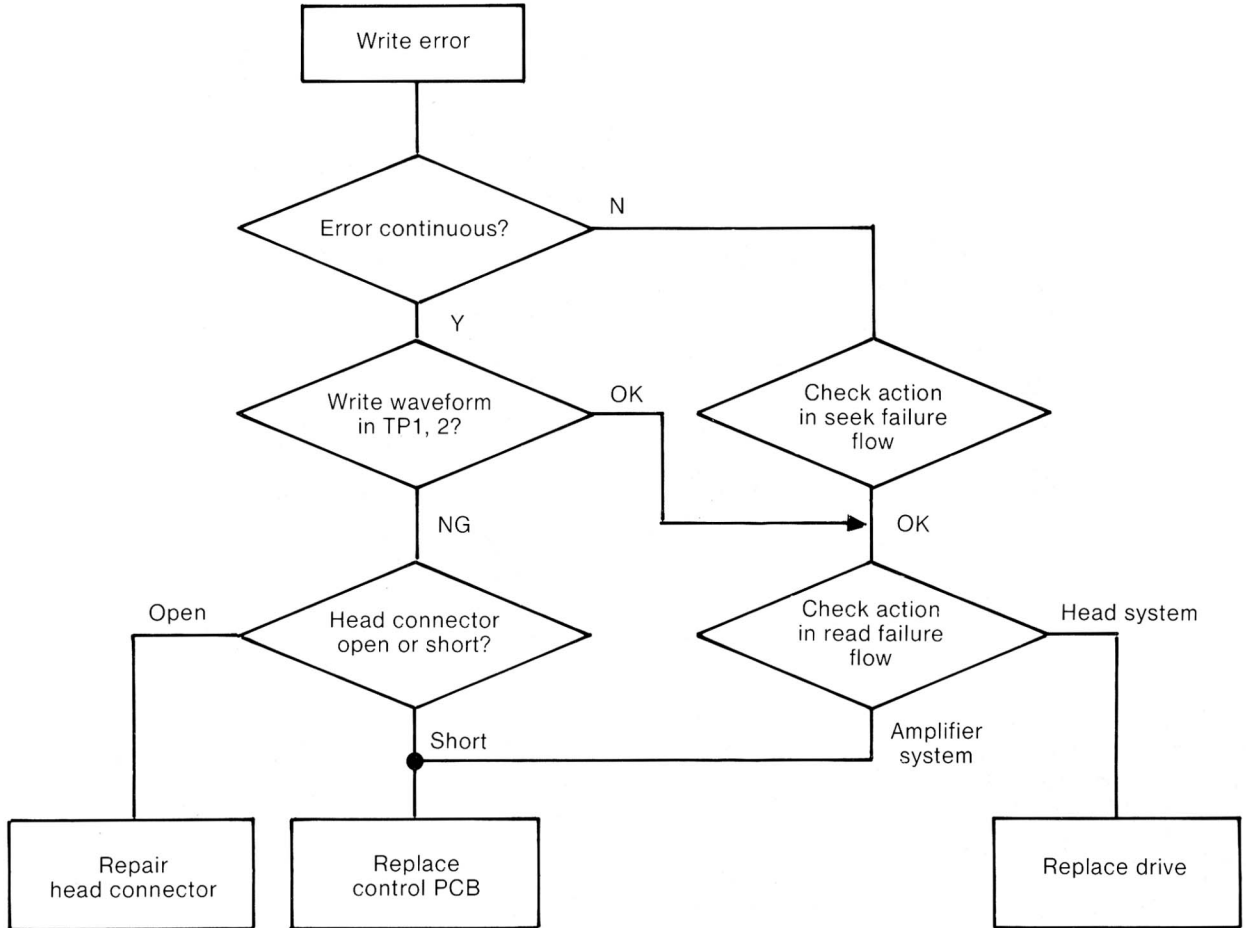 Write error
Error continuous?
N
Y
Write waveform
in TP1, 2?
OK
Check action
in seek failure
flow
NG
OK
Open
Head connector
open or short?
Check action
in read failure
flow
Head system
Short
Amplifier
system
Repair
head connector
Replace
control PCB
Replace drive